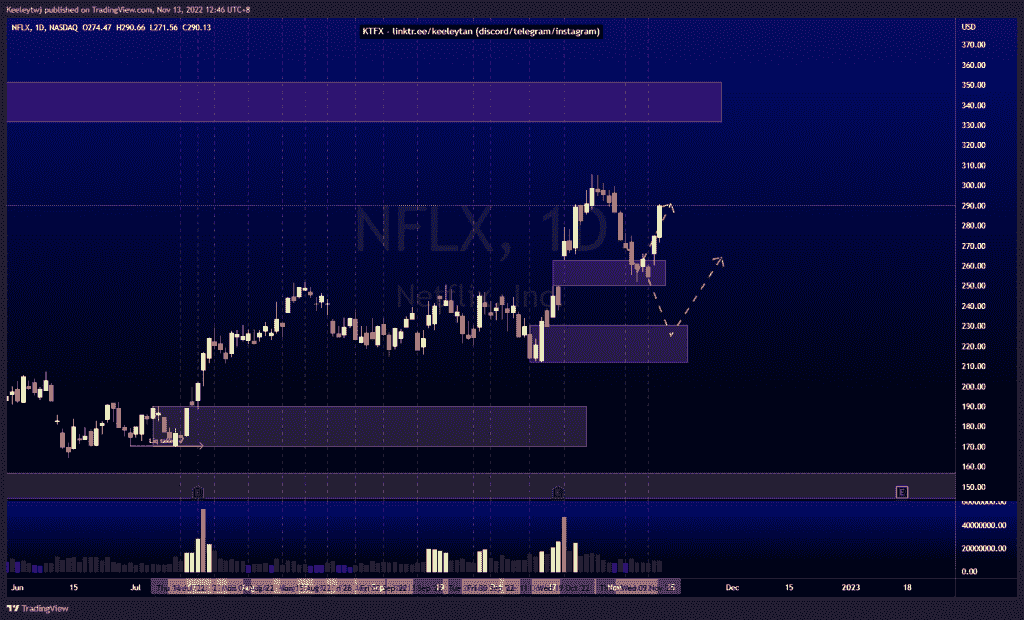 Keeleytwj published on TradingView.com, Nov 13, 2022 12:46 UTC+8
NFLX, 1D, NASDAQ O274.47 H290.66 L271.56 C290.13
KTFX - linktr.ee/keeleytan (discord/telegram/instagram)
USD
370.00
360.00
350.00
340.00
330.00
320.00
310.00
300.00
290.00
280.00
270.00
260.00
250.00
240.00
230.00
220.00
210.00
200.00
190.00
180.00
170.00
160.00
150.00
NFLX, 1D
Netflix, Inc.
Liq
E
40000000.00
20000000.00
0.00
Jun
15
Jul
Dec
15
2023
18
TradingView